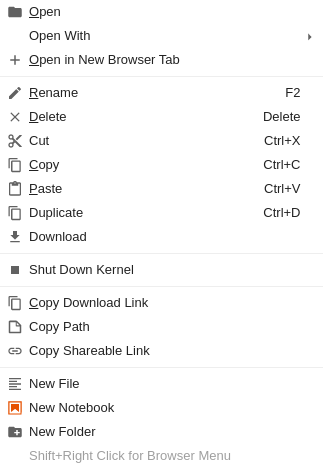 Open
Open With
Open in New Browser Tab
Rename F2
Delete Delete
Cut Ctrl+X
Copy Ctrl+C
Paste Ctrl+V
Duplicate Ctrl+D
Download
Shut Down Kernel
Copy Download Link
Copy Path
Copy Shareable Link
New File
New Notebook
New Folder
Shift+Right Click for Browser Menu